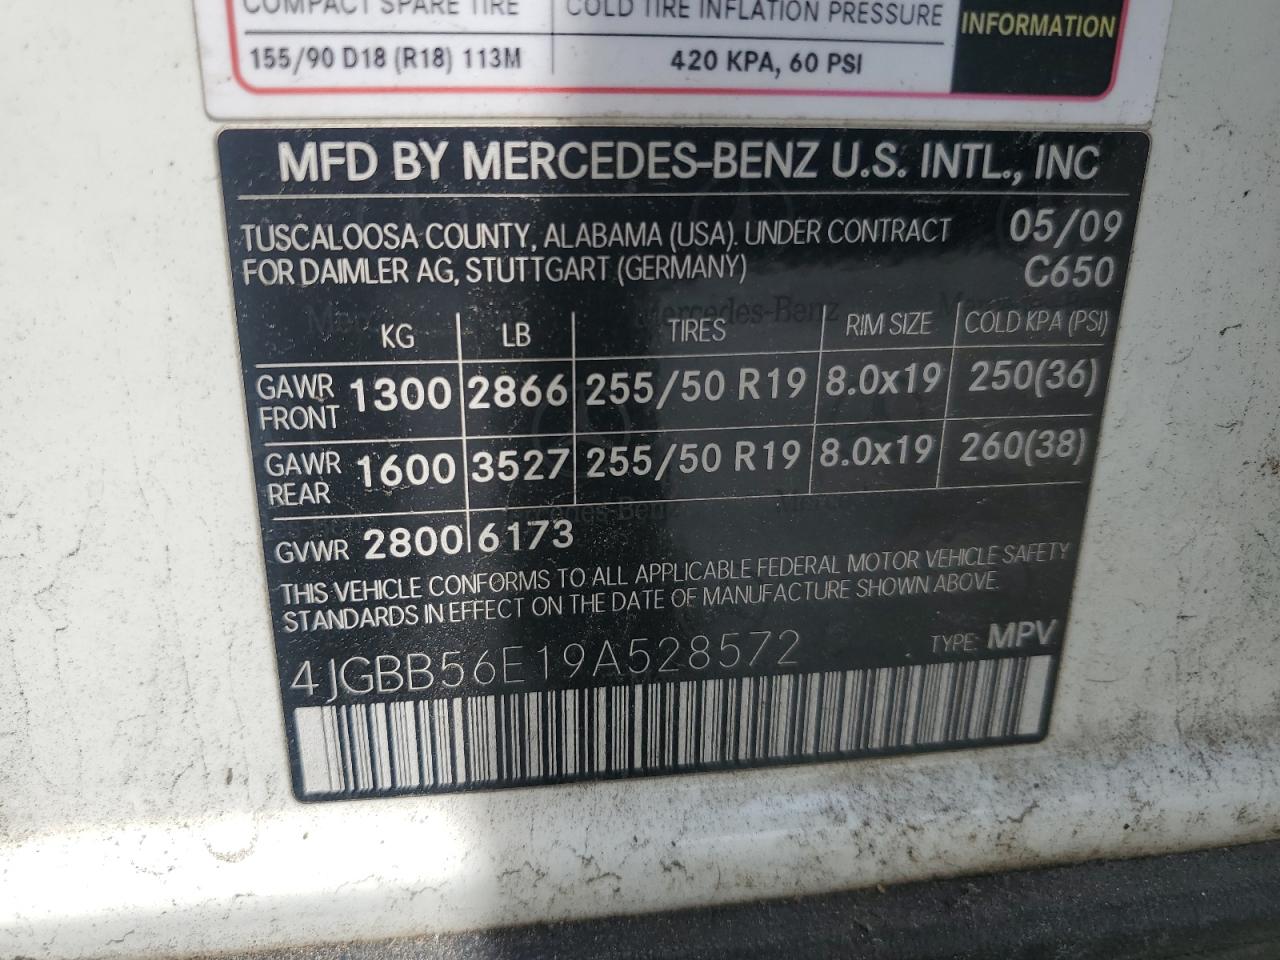 COMPACT SPARE TIRE COLD TIRE INFLATION PRESSURE
INFORMATION
155/90 D18 (R18) 113M 420 KPA, 60 PSI
MFD BY MERCEDES-BENZ U.S. INTL., INC
TUSCALOOSA COUNTY, ALABAMA (USA). UNDER CONTRACT 05/09
FOR DAIMLER AG, STUTTGART (GERMANY) C650
KG LB TIRES RIM SIZE COLD KPA (PSI)
GAWR FRONT 1300 2866 255/50 R19 8.0x19 250(36)
GAWR REAR 1600 3527 255/50 R19 8.0x19 260(38)
GVWR 2800 6173
THIS VEHICLE CONFORMS TO ALL APPLICABLE FEDERAL MOTOR VEHICLE SAFETY
STANDARDS IN EFFECT ON THE DATE OF MANUFACTURE SHOWN ABOVE.
4JGBB56E19A528572 TYPE: MPV